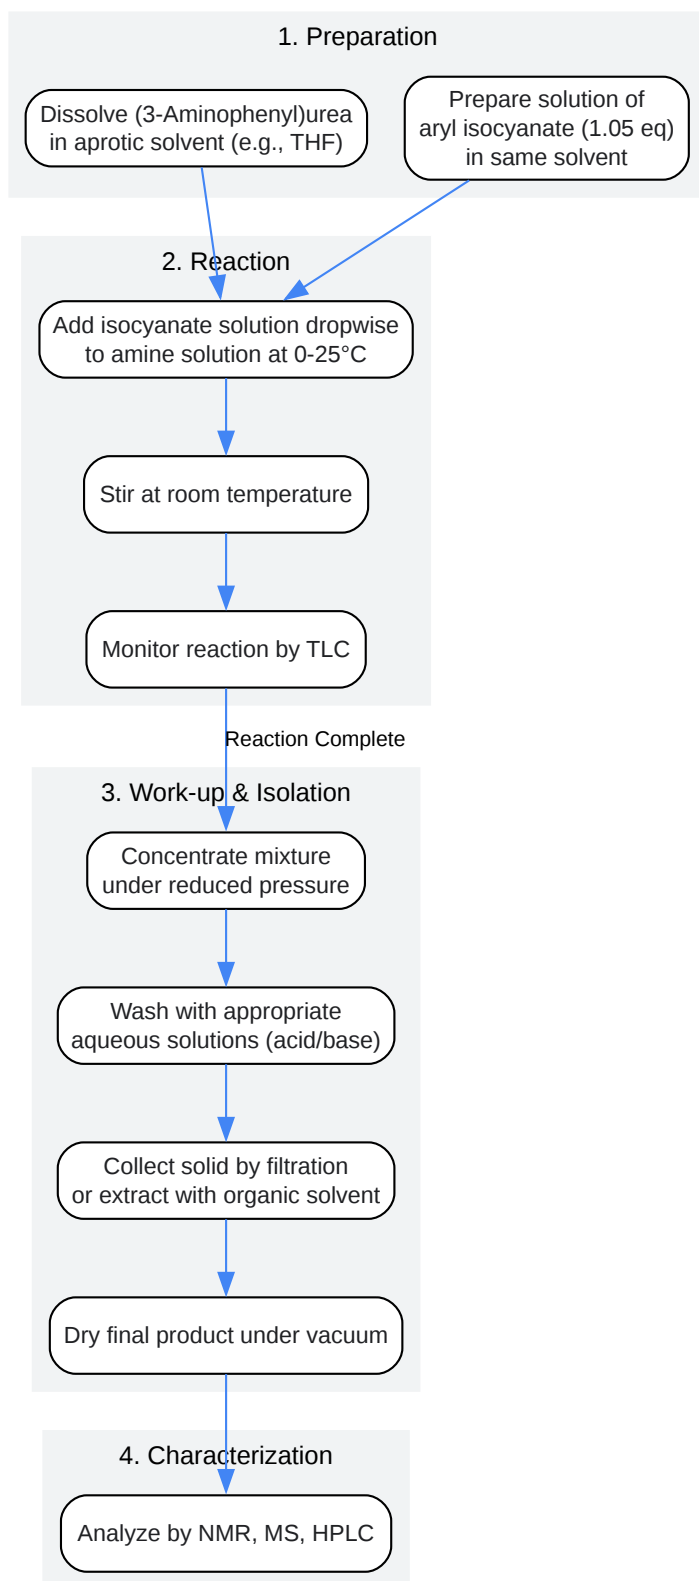 1. Preparation
Dissolve (3-Aminophenyl)urea
in aprotic solvent (e.g., THF)
Prepare solution of
aryl isocyanate (1.05 eq)
in same solvent
2. Reaction
Add isocyanate solution dropwise
to amine solution at 0-25°C
Stir at room temperature
Monitor reaction by TLC
Reaction Complete
3. Work-up & Isolation
Concentrate mixture
under reduced pressure
Wash with appropriate
aqueous solutions (acid/base)
Collect solid by filtration
or extract with organic solvent
Dry final product under vacuum
4. Characterization
Analyze by NMR, MS, HPLC